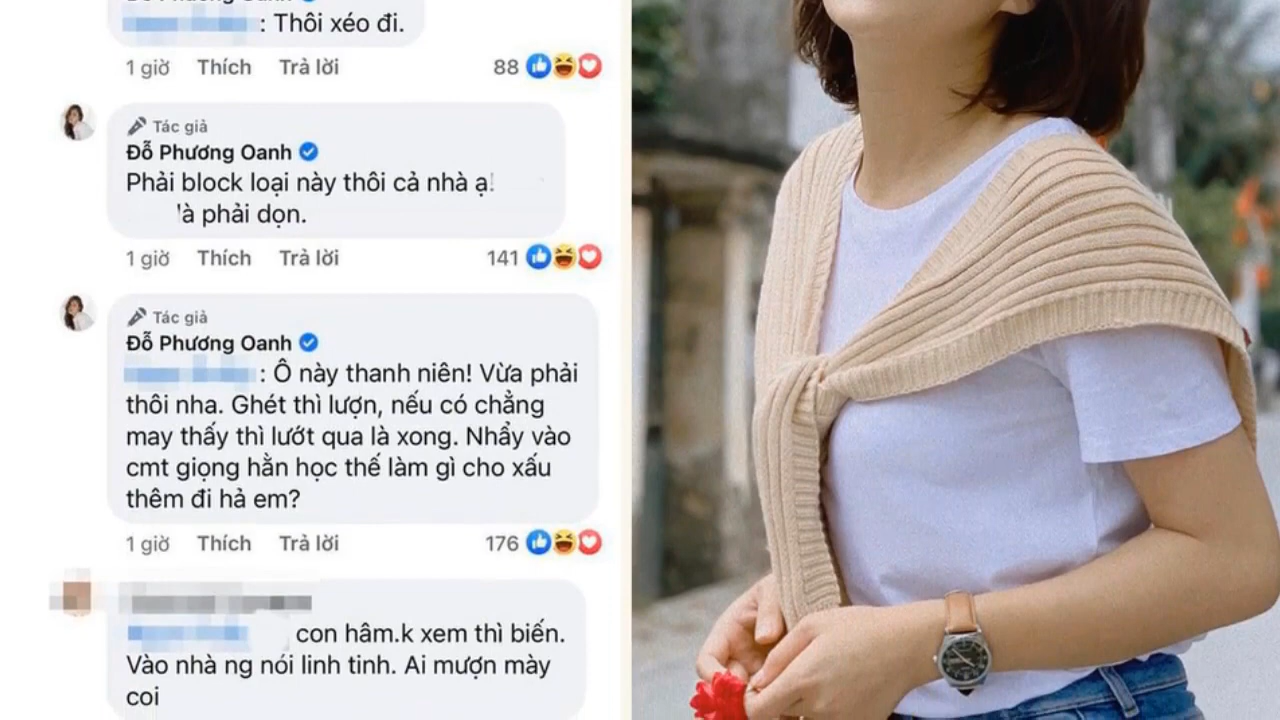 Đỗ Phương Oanh
: Thôi xéo đi.
1 giờ Thích Trả lời 88
Tác giả
Đỗ Phương Oanh
Phải block loại này thôi cả nhà ạ!
là phải dọn.
1 giờ Thích Trả lời 141
Tác giả
Đỗ Phương Oanh
: Ô này thanh niên! Vừa phải
thôi nha. Ghét thì lượn, nếu có chẳng
may thấy thì lướt qua là xong. Nhẩy vào
cmt giọng hằn học thế làm gì cho xấu
thêm đi hả em?
1 giờ Thích Trả lời 176
con hâm.k xem thì biến.
Vào nhà ng nói linh tinh. Ai mượn mày
coi